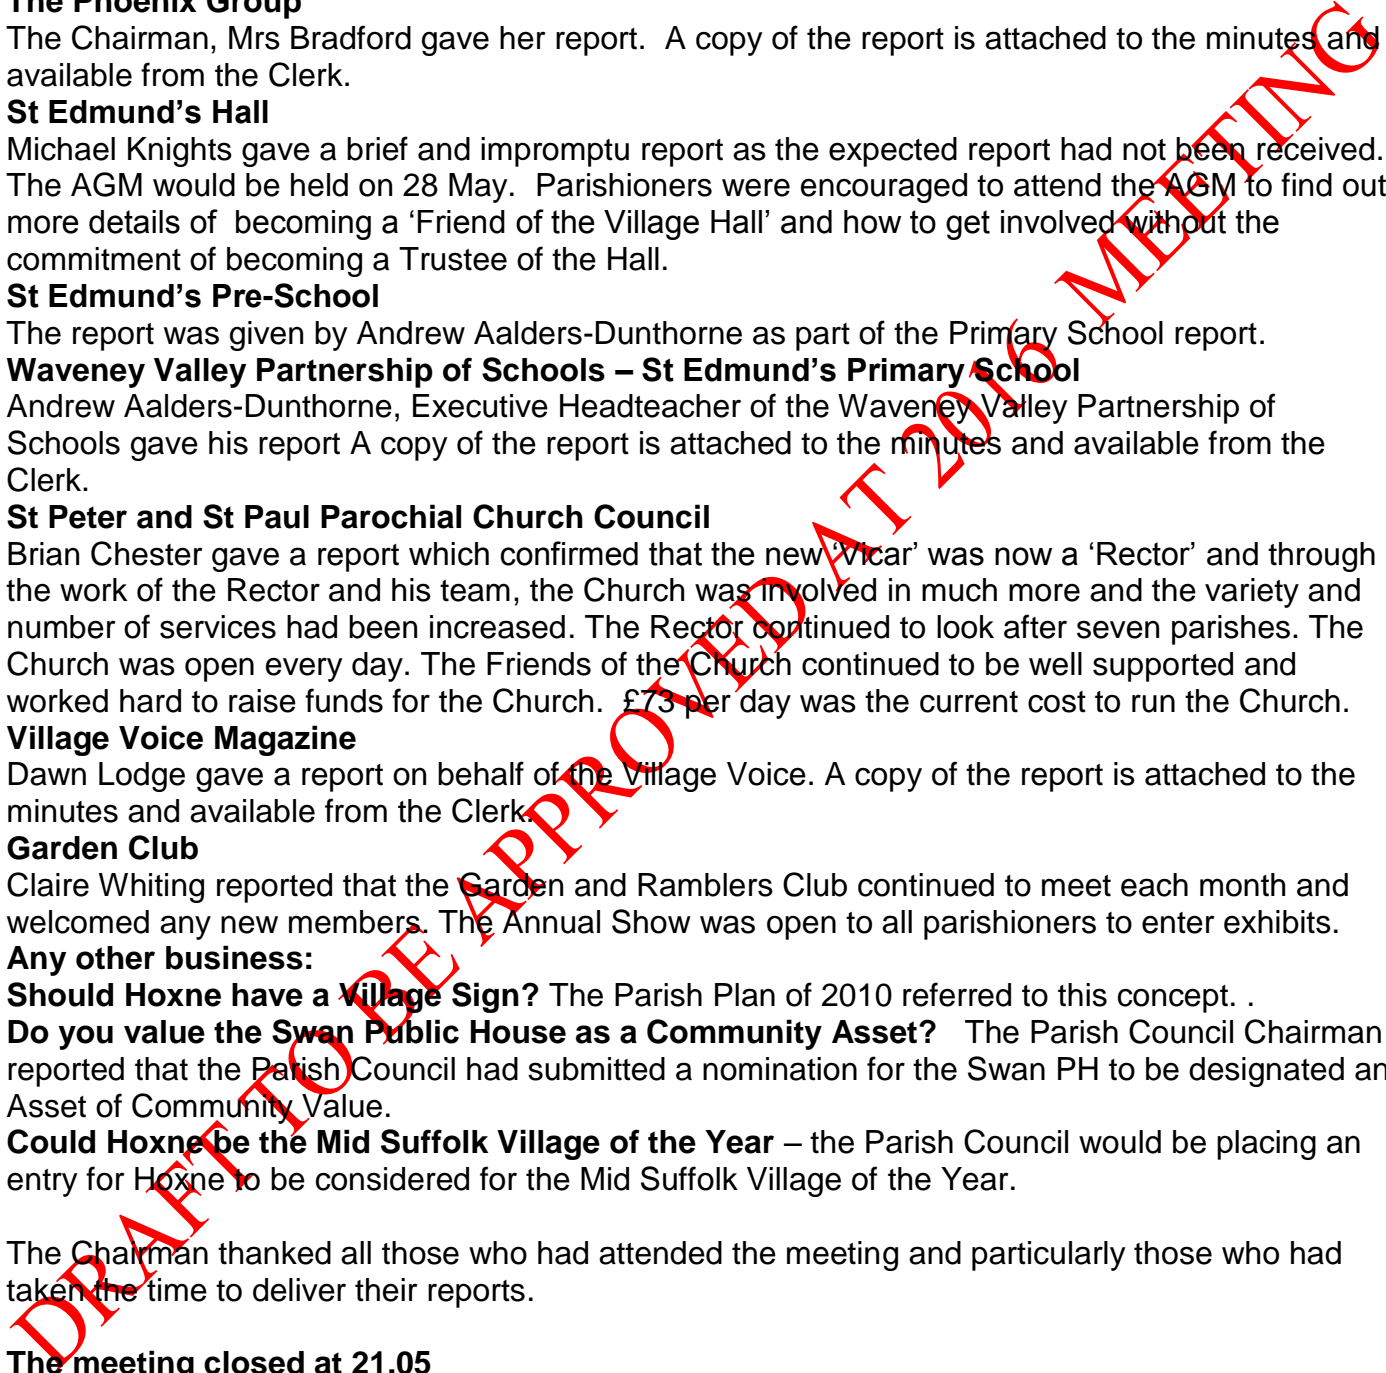 The Phoenix Group
The Chairman, Mrs Bradford gave her report.  A copy of the report is attached to the minutes and
available from the Clerk.
St Edmund’s Hall
Michael Knights gave a brief and impromptu report as the expected report had not been received.
The AGM would be held on 28 May.  Parishioners were encouraged to attend the AGM to find out
more details of  becoming a ‘Friend of the Village Hall’ and how to get involved without the
commitment of becoming a Trustee of the Hall.
St Edmund’s Pre-School
The report was given by Andrew Aalders-Dunthorne as part of the Primary School report.
Waveney Valley Partnership of Schools – St Edmund’s Primary School
Andrew Aalders-Dunthorne, Executive Headteacher of the Waveney Valley Partnership of
Schools gave his report A copy of the report is attached to the minutes and available from the
Clerk.
St Peter and St Paul Parochial Church Council
Brian Chester gave a report which confirmed that the new ‘Vicar’ was now a ‘Rector’ and through
the work of the Rector and his team, the Church was involved in much more and the variety and
number of services had been increased. The Rector continued to look after seven parishes. The
Church was open every day. The Friends of the Church continued to be well supported and
worked hard to raise funds for the Church.  £73 per day was the current cost to run the Church.
Village Voice Magazine
Dawn Lodge gave a report on behalf of the Village Voice. A copy of the report is attached to the
minutes and available from the Clerk.
Garden Club
Claire Whiting reported that the Garden and Ramblers Club continued to meet each month and
welcomed any new members. The Annual Show was open to all parishioners to enter exhibits.
Any other business:
Should Hoxne have a Village Sign? The Parish Plan of 2010 referred to this concept. .
Do you value the Swan Public House as a Community Asset?   The Parish Council Chairman
reported that the Parish Council had submitted a nomination for the Swan PH to be designated an
Asset of Community Value.
Could Hoxne be the Mid Suffolk Village of the Year – the Parish Council would be placing an
entry for Hoxne to be considered for the Mid Suffolk Village of the Year.
The Chairman thanked all those who had attended the meeting and particularly those who had
taken the time to deliver their reports.
The meeting closed at 21.05
DRAFT TO BE APPROVED AT 2016 MEETING